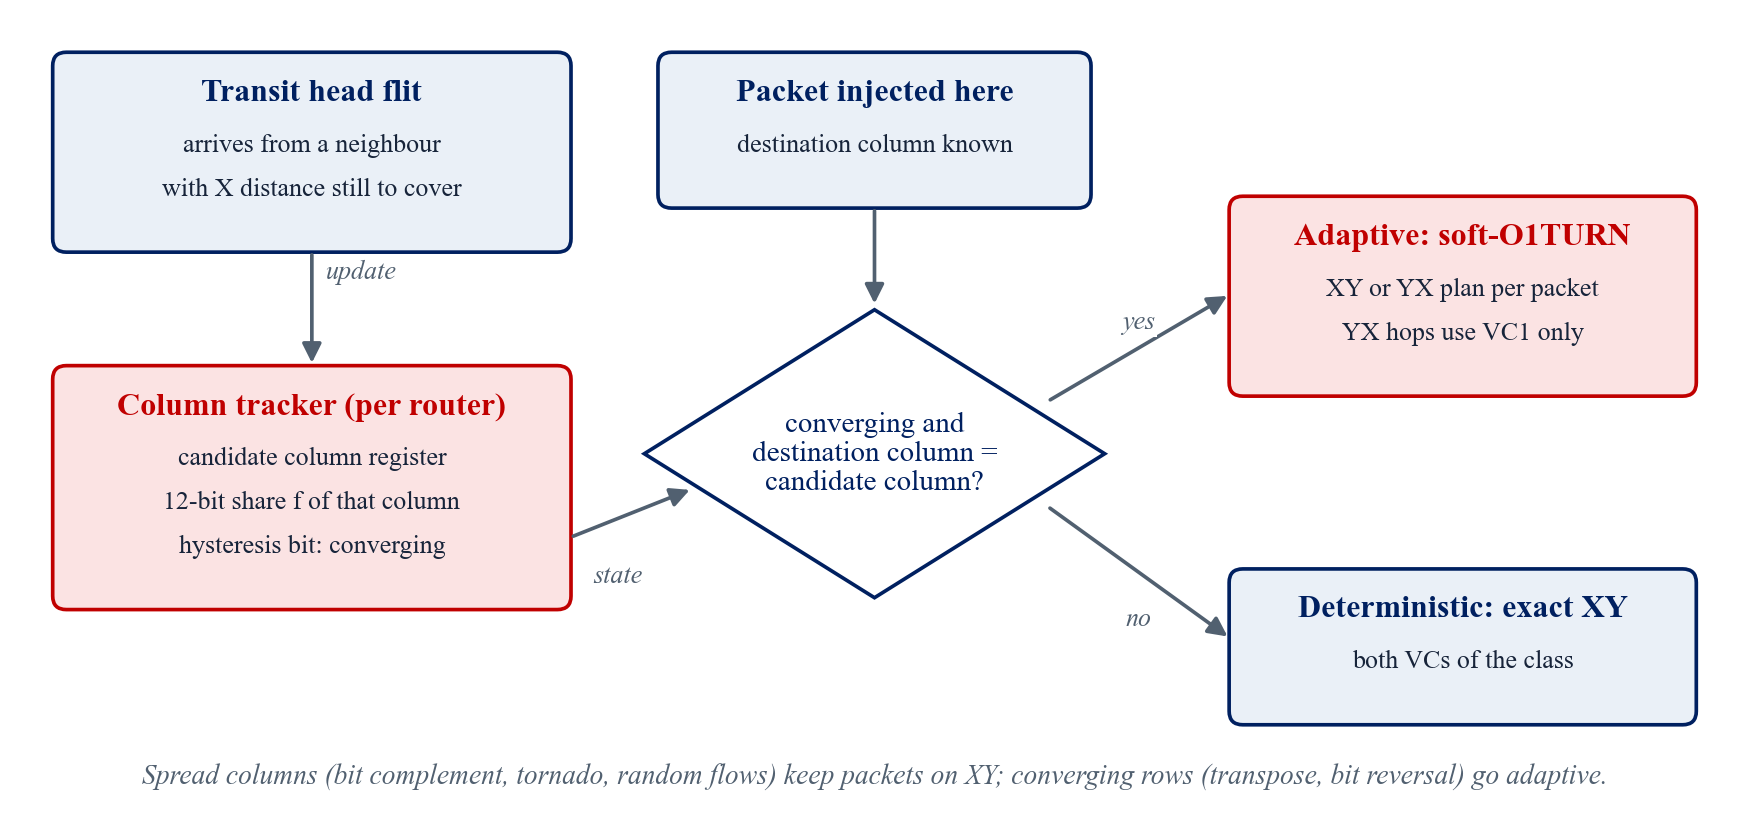 Transit head flit
arrives from a neighbour
with X distance still to cover
Packet injected here
destination column known
update
Column tracker (per router)
candidate column register
12-bit share f of that column
hysteresis bit: converging
state
converging and
destination column =
candidate column?
yes
Adaptive: soft-O1TURN
XY or YX plan per packet
YX hops use VC1 only
no
Deterministic: exact XY
both VCs of the class
Spread columns (bit complement, tornado, random flows) keep packets on XY; converging rows (transpose, bit reversal) go adaptive.